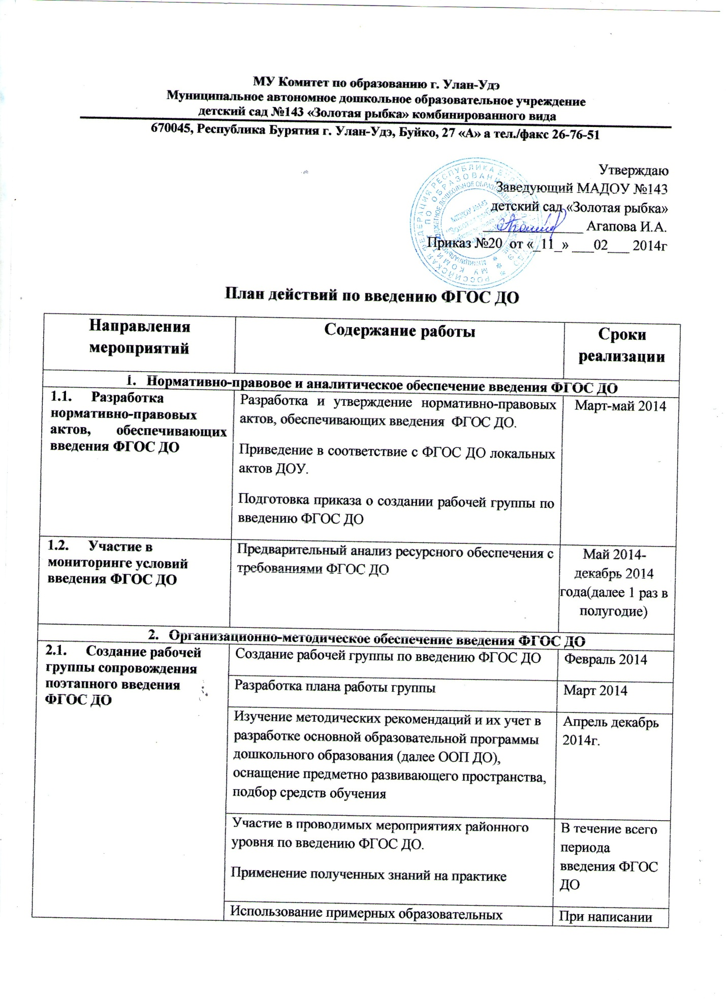 МУ Комитет по образованию г. Улан-Удэ
Муниципальное автономное дошкольное образовательное учреждение
детский сад №143 «Золотая рыбка» комбинированного вида
670045, Республика Бурятия г. Улан-Удэ, Буйко, 27 «А» а тел./факс 26-76-51
Утверждаю
Заведующий МАДОУ №143
детский сад «Золотая рыбка»
______________ Агапова И.А.
Приказ №20 от «_11_» ___02___ 2014г
РОССИЙСКАЯ ФЕДЕРАЦИЯ РЕСПУБЛИКА
МУ КОМИТЕТ ПО ОБРАЗОВАНИЮ
План действий по введению ФГОС ДО
Направления
мероприятий
Содержание работы
Сроки
реализации
1. Нормативно-правовое и аналитическое обеспечение введения ФГОС ДО
1.1. Разработка
нормативно-правовых
актов, обеспечивающих
введения ФГОС ДО
Разработка и утверждение нормативно-правовых
актов, обеспечивающих введения ФГОС ДО.
Приведение в соответствие с ФГОС ДО локальных
актов ДОУ.
Подготовка приказа о создании рабочей группы по
введению ФГОС ДО
Март-май 2014
1.2. Участие в
мониторинге условий
введения ФГОС ДО
Предварительный анализ ресурсного обеспечения с
требованиями ФГОС ДО
Май 2014-
декабрь 2014
года(далее 1 раз в
полугодие)
2. Организационно-методическое обеспечение введения ФГОС ДО
2.1. Создание рабочей
группы сопровождения
поэтапного введения
ФГОС ДО
Создание рабочей группы по введению ФГОС ДО
Февраль 2014
Разработка плана работы группы
Март 2014
Изучение методических рекомендаций и их учет в
разработке основной образовательной программы
дошкольного образования (далее ООП ДО),
оснащение предметно развивающего пространства,
подбор средств обучения
Апрель декабрь
2014г.
Участие в проводимых мероприятиях районного
уровня по введению ФГОС ДО.
Применение полученных знаний на практике
В течение всего
периода
введения ФГОС
ДО
Использование примерных образовательных
При написании